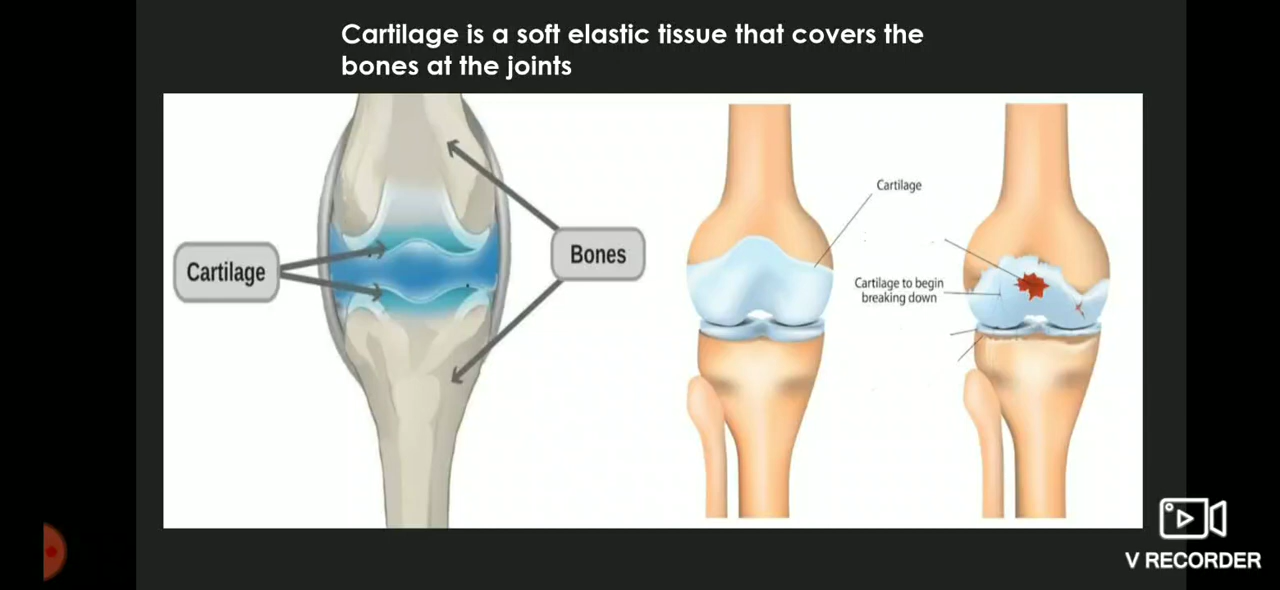 Cartilage is a soft elastic tissue that covers the
bones at the joints
Cartilage
Bones
Cartilage
Cartilage to begin
breaking down
V RECORDER